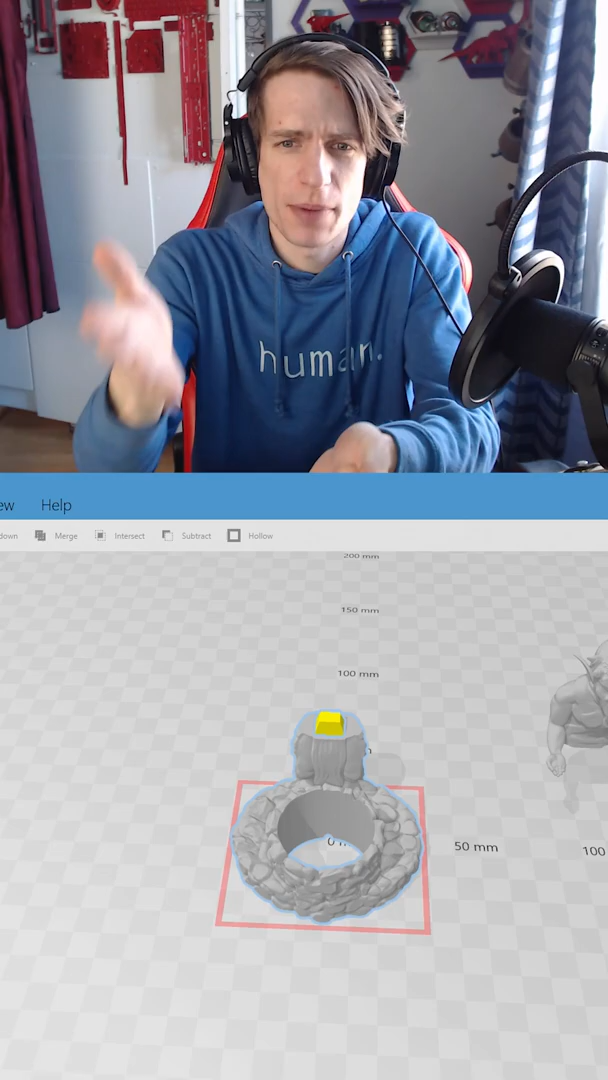 human.
ew Help
down Merge Intersect Subtract Hollow
200 mm
150 mm
100 mm
50 mm
100